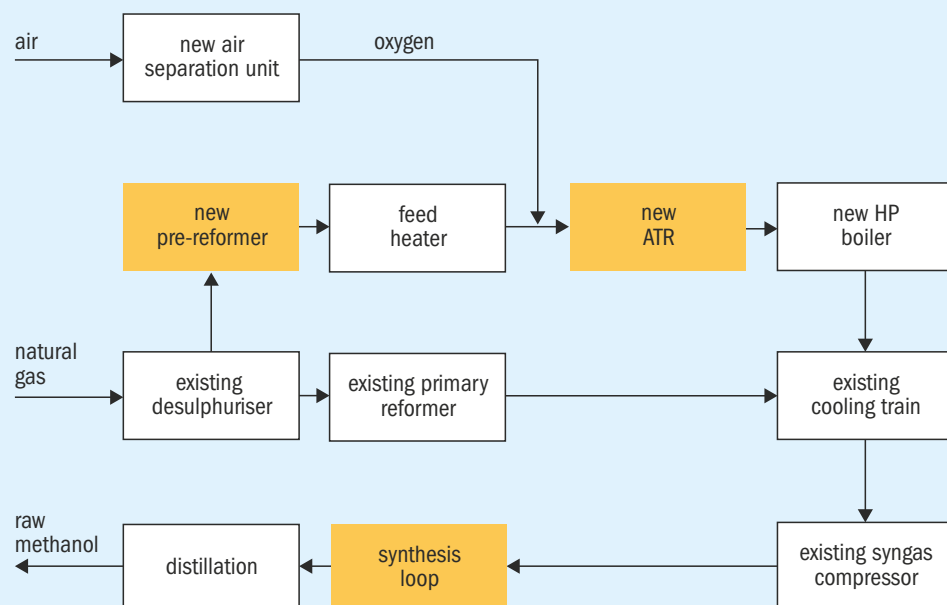 air
new air
separation unit
oxygen
new
pre-reformer
feed
heater
new
ATR
new HP
boiler
natural
gas
existing
desulphuriser
existing primary
reformer
existing
cooling train
raw
methanol
distillation
synthesis
loop
existing syngas
compressor